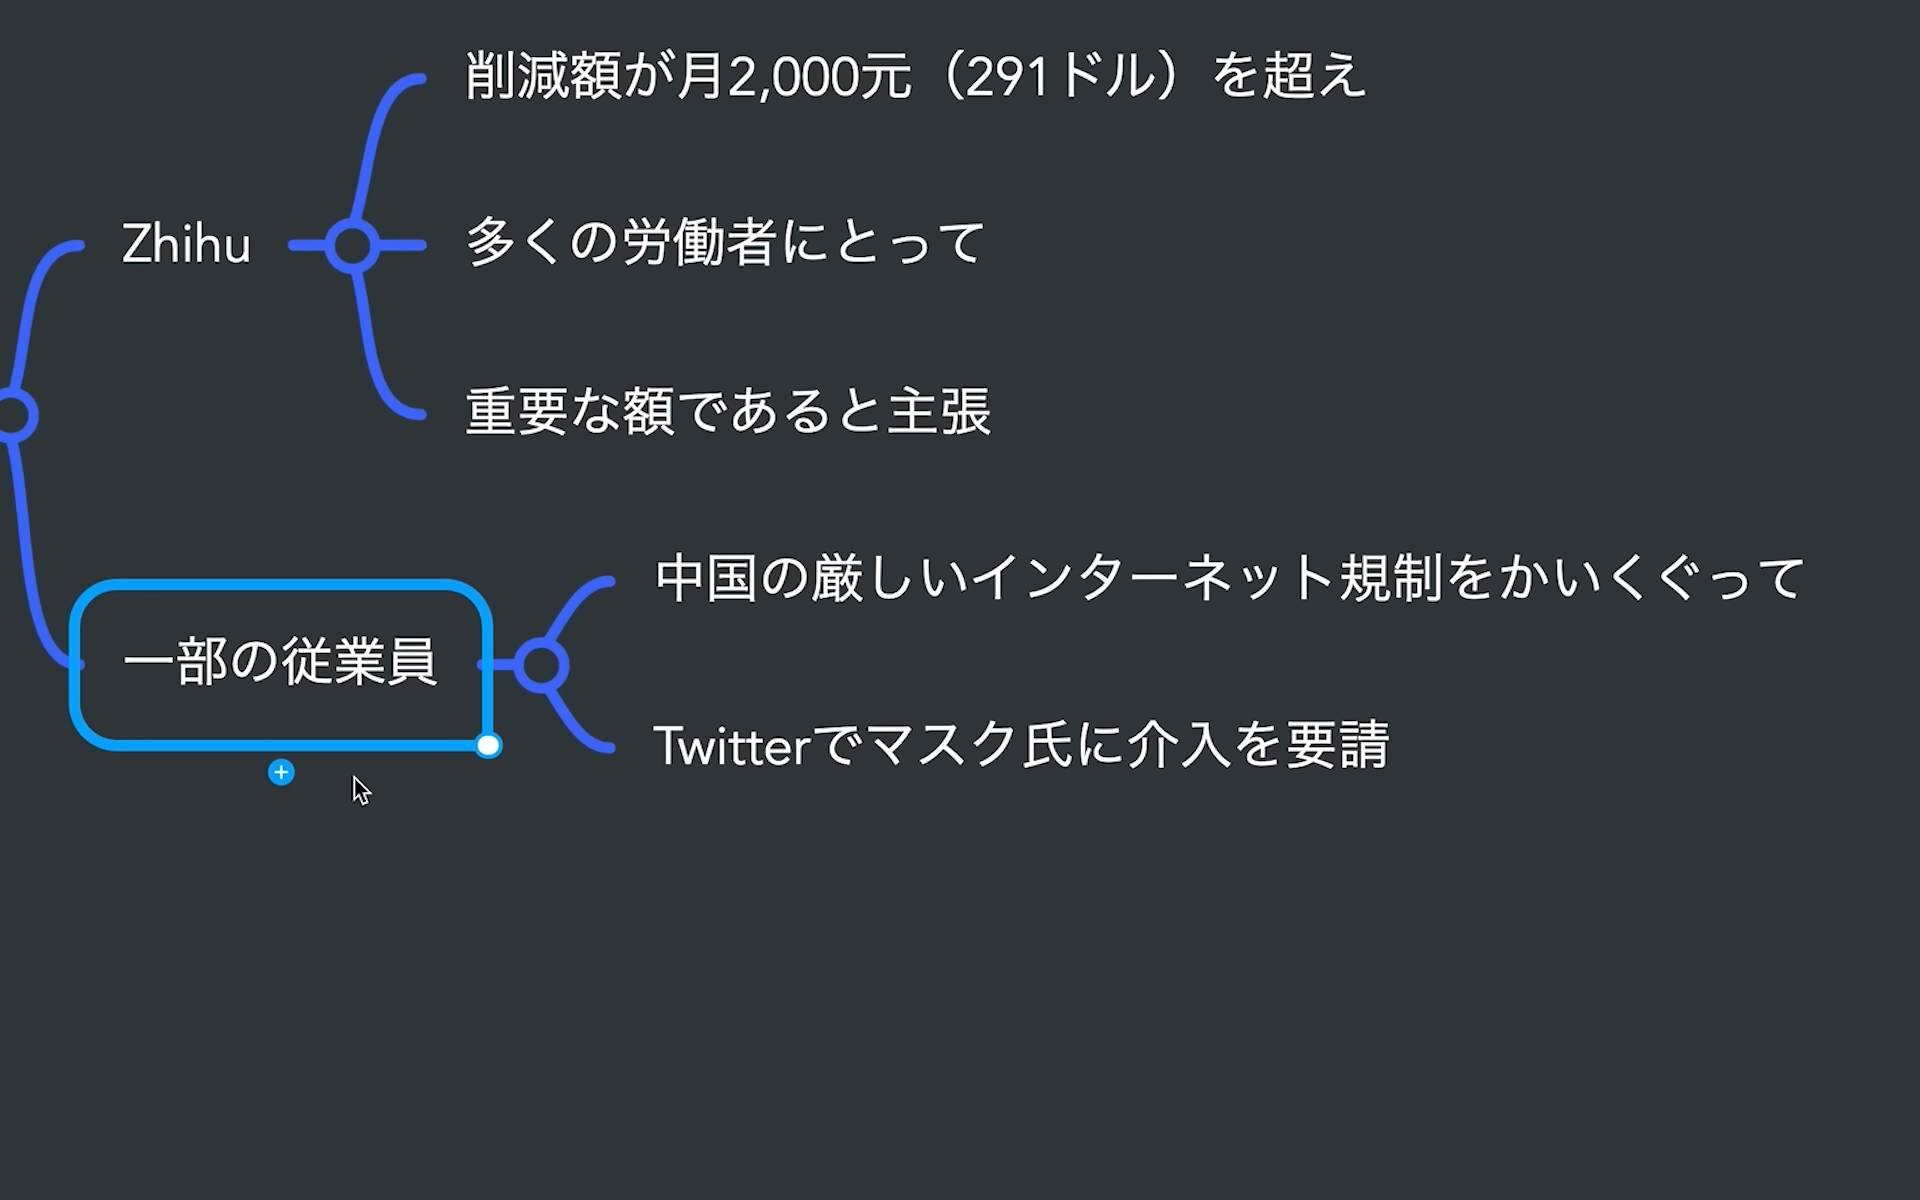 削減額が月2,000元（291ドル）を超え
Zhihu
多くの労働者にとって
重要な額であると主張
中国の厳しいインターネット規制をかいくぐって
一部の従業員
Twitterでマスク氏に介入を要請